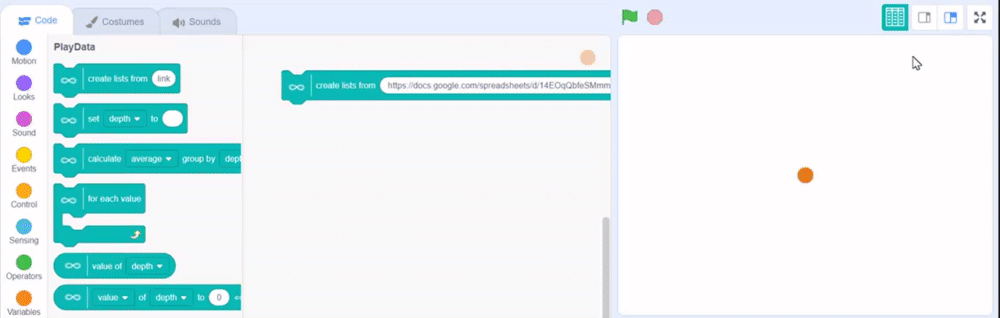 Code Costumes Sounds
Motion
Looks
Sound
Events
Control
Sensing
Operators
Variables
PlayData
create lists from link
set depth to
calculate average group by
for each value
value of depth
value of depth to 0
create lists from https://docs.google.com/spreadsheets/d/14EOqQbfeSMmm